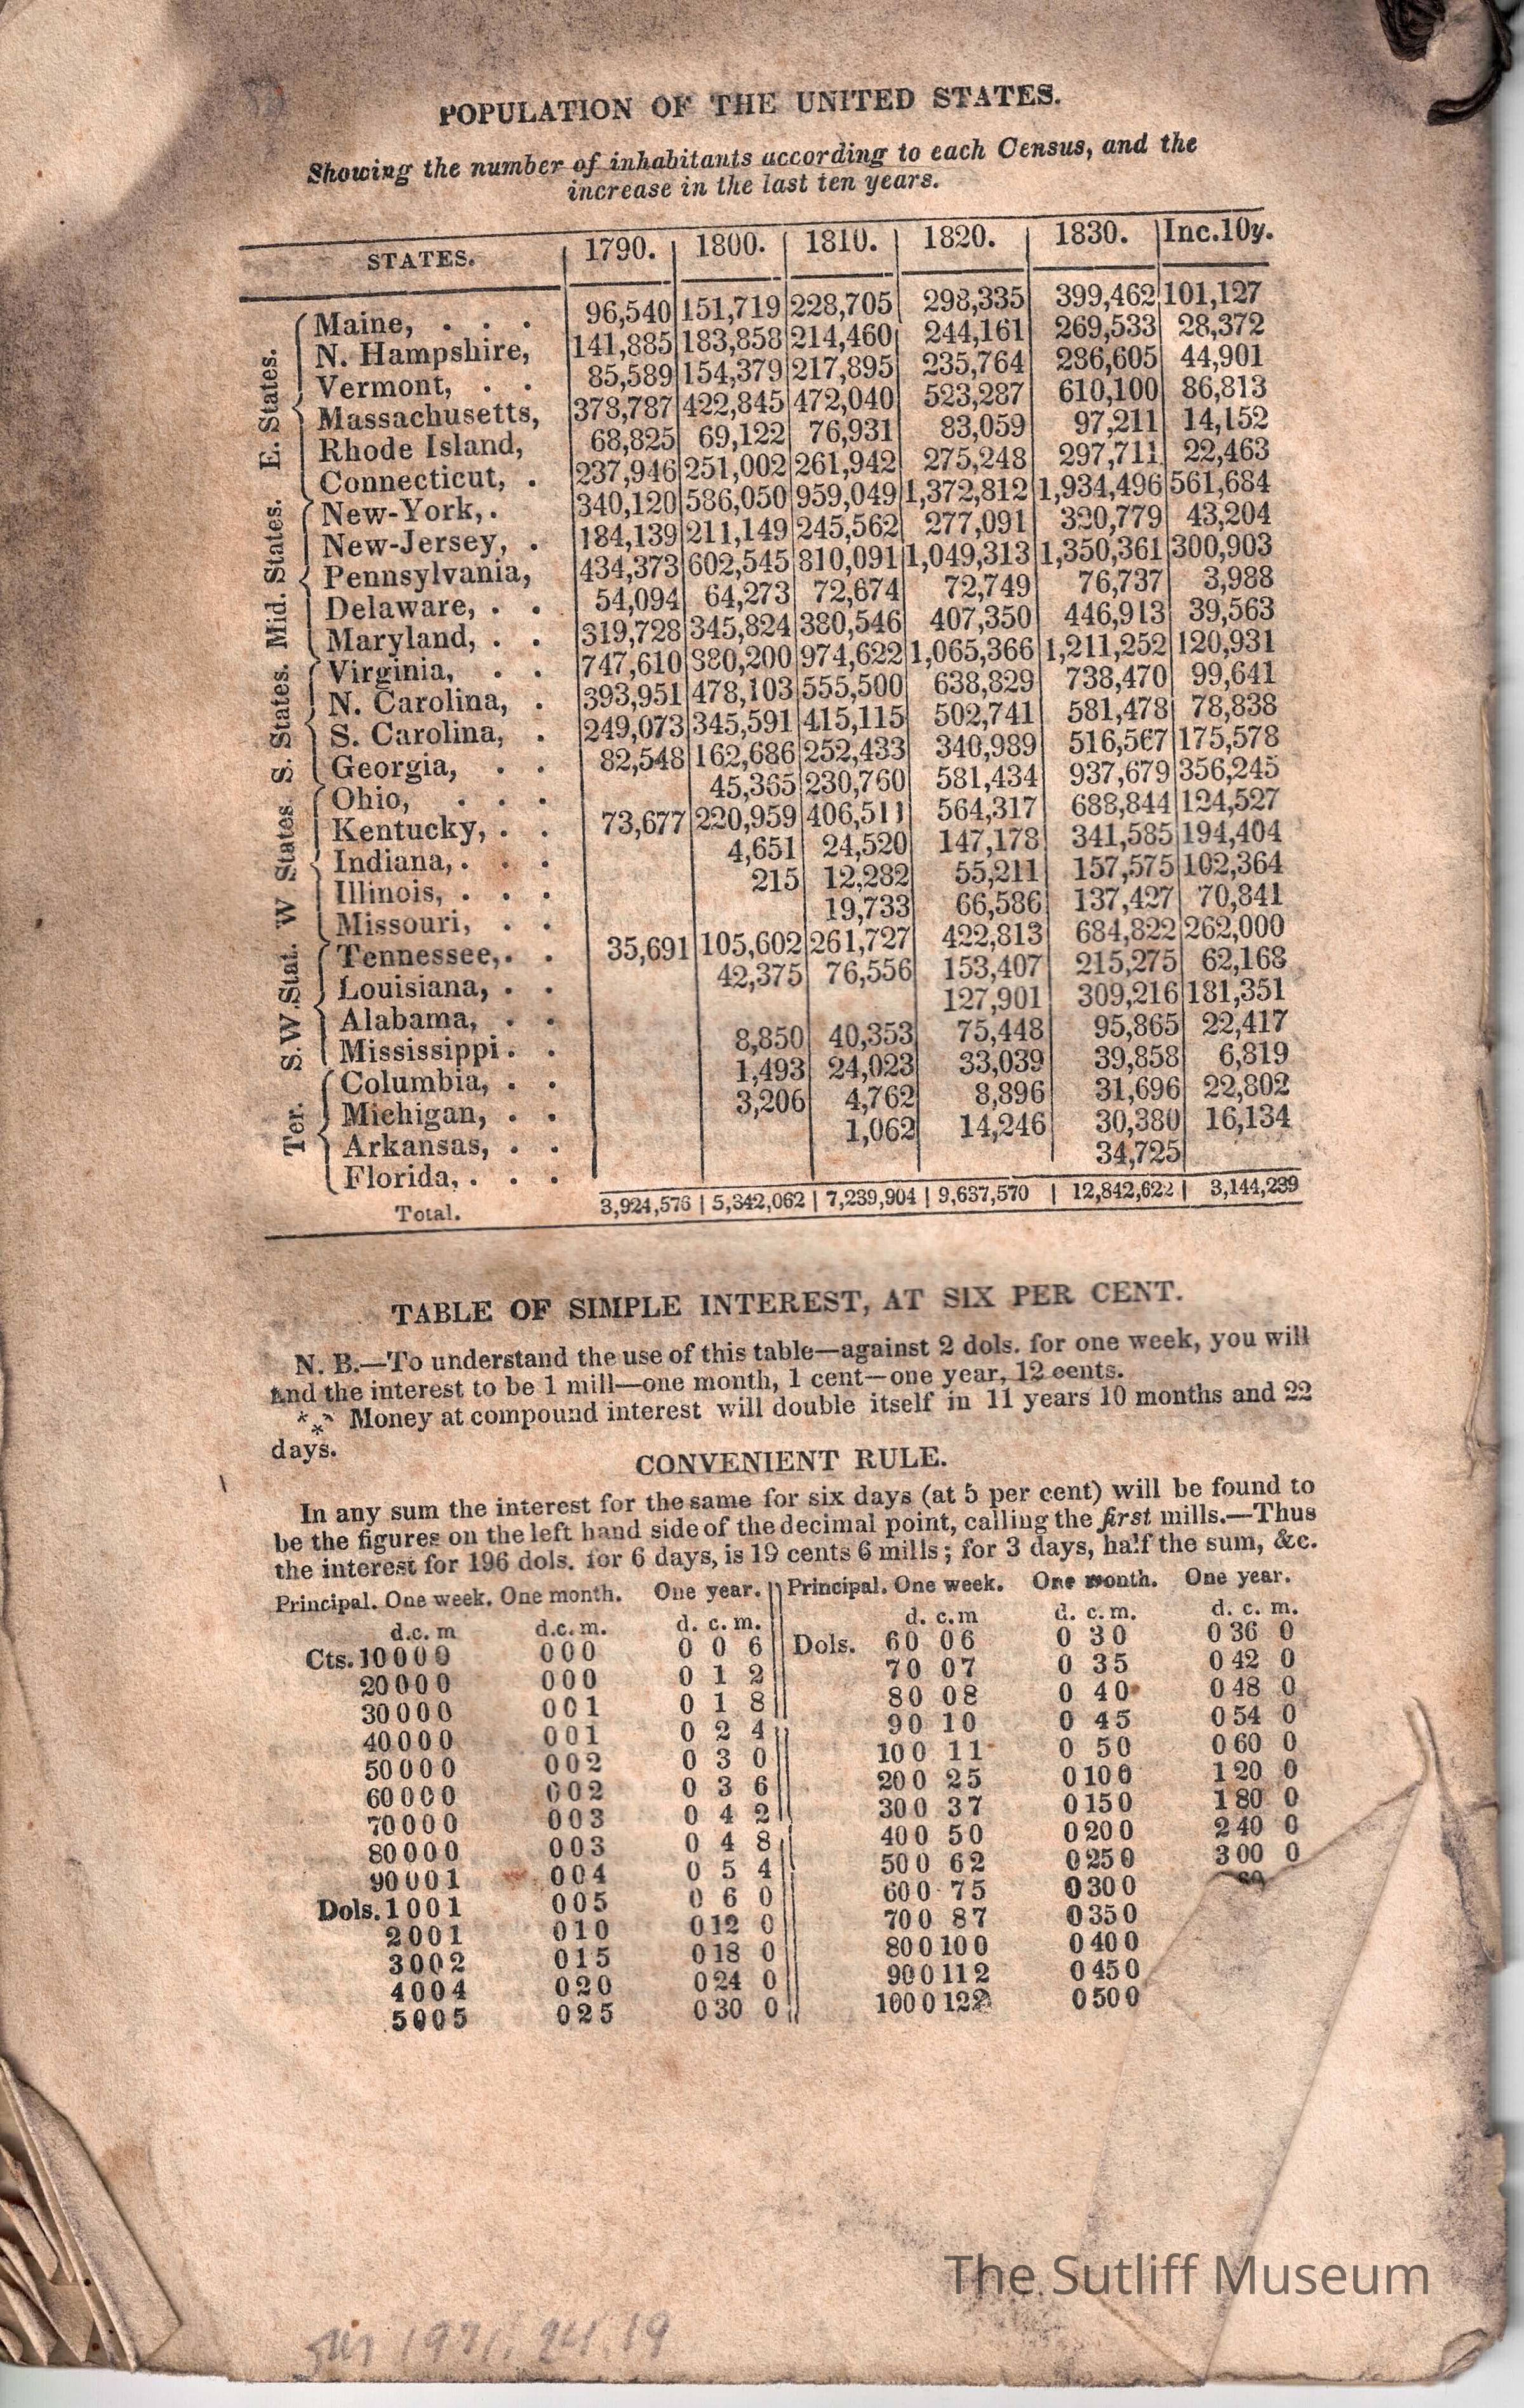 POPULATION OF THE UNITED STATES.
Showing the number of inhabitants according to each Census, and the
increase in the last ten years.
STATES. 1790. 1800. 1810. 1820. 1830. Inc.10y.
E. States.
Maine, . . . 96,540 151,719 228,705 298,335 399,462 101,127
N. Hampshire, 141,885 183,858 214,460 244,161 269,533 28,372
Vermont, . . 85,589 154,379 217,895 235,764 286,605 44,901
Massachusetts, 378,787 422,845 472,040 523,287 610,100 86,813
Rhode Island, 68,825 69,122 76,931 83,059 97,211 14,152
Connecticut, . 237,946 251,002 261,942 275,248 297,711 22,463
Mid. States.
New-York,. 340,120 586,050 959,049 1,372,812 1,934,496 561,684
New-Jersey, . 184,139 211,149 245,562 277,091 320,779 43,204
Pennsylvania, 434,373 602,545 810,091 1,049,313 1,350,361 300,903
Delaware, . . 54,094 64,273 72,674 72,749 76,737 3,988
Maryland, . . 319,728 345,824 380,546 407,350 446,913 39,563
S. States.
Virginia, . . 747,610 880,200 974,622 1,065,366 1,211,252 120,931
N. Carolina, . 393,951 478,103 555,500 638,829 738,470 99,641
S. Carolina, . 249,073 345,591 415,115 502,741 581,478 78,838
Georgia, . . 82,548 162,686 252,433 340,989 516,567 175,578
W States.
Ohio, . . . 45,365 230,760 581,434 937,679 356,245
Kentucky, . . 73,677 220,959 406,511 564,317 688,844 124,527
Indiana,. . . 4,651 24,520 147,178 341,585 194,404
Illinois, . . . 215 12,282 55,211 157,575 102,364
Missouri, . . 19,733 66,586 137,427 70,841
S.W.Stat.
Tennessee,. . 35,691 105,602 261,727 422,813 684,822 262,000
Louisiana, . . 42,375 76,556 153,407 215,275 62,168
Alabama, . . 127,901 309,216 181,351
Mississippi. . 8,850 40,353 75,448 95,865 22,417
Ter.
Columbia, . . 1,493 24,023 33,039 39,858 6,819
Michigan, . . 3,206 4,762 8,896 31,696 22,802
Arkansas, . . 1,062 14,246 30,380 16,134
Florida,. . . 34,725
Total. 3,924,576 | 5,342,062 | 7,239,904 | 9,637,570 | 12,842,622 | 3,144,239
TABLE OF SIMPLE INTEREST, AT SIX PER CENT.
N. B.—To understand the use of this table—against 2 dols. for one week, you will
find the interest to be 1 mill—one month, 1 cent—one year, 12 cents.
*** Money at compound interest will double itself in 11 years 10 months and 22
days.
CONVENIENT RULE.
In any sum the interest for the same for six days (at 5 per cent) will be found to
be the figures on the left hand side of the decimal point, calling the first mills.—Thus
the interest for 196 dols. for 6 days, is 19 cents 6 mills; for 3 days, half the sum, &c.
Principal. One week. One month. One year. Principal. One week. One month. One year.
d.c. m d.c. m. d. c. m. d. c.m d. c.m. d. c. m.
Cts. 10 0 0 0 0 0 0 0 0 6 Dols. 6 0 0 6 0 3 0 0 36 0
20 0 0 0 0 0 0 0 1 2 7 0 0 7 0 3 5 0 42 0
30 0 0 0 0 0 1 0 1 8 8 0 0 8 0 4 0 0 48 0
40 0 0 0 0 0 1 0 2 4 9 0 1 0 0 4 5 0 54 0
50 0 0 0 0 0 2 0 3 0 10 0 1 1 0 5 0 0 60 0
60 0 0 0 0 0 2 0 3 6 20 0 2 5 0 10 0 1 20 0
70 0 0 0 0 0 3 0 4 2 30 0 3 7 0 15 0 1 80 0
80 0 0 0 0 0 3 0 4 8 40 0 5 0 0 20 0 2 40 0
90 0 0 1 0 0 4 0 5 4 50 0 6 2 0 25 0 3 00 0
Dols. 1 0 0 1 0 0 5 0 6 0 60 0 7 5 0 30 0
2 0 0 1 0 1 0 0 12 0 70 0 8 7 0 35 0
3 0 0 2 0 1 5 0 18 0 80 0 10 0 0 40 0
4 0 0 4 0 2 0 0 24 0 90 0 11 2 0 45 0
5 0 0 5 0 2 5 0 30 0 100 0 12 2 0 50 0
The Sutliff Museum
24.19